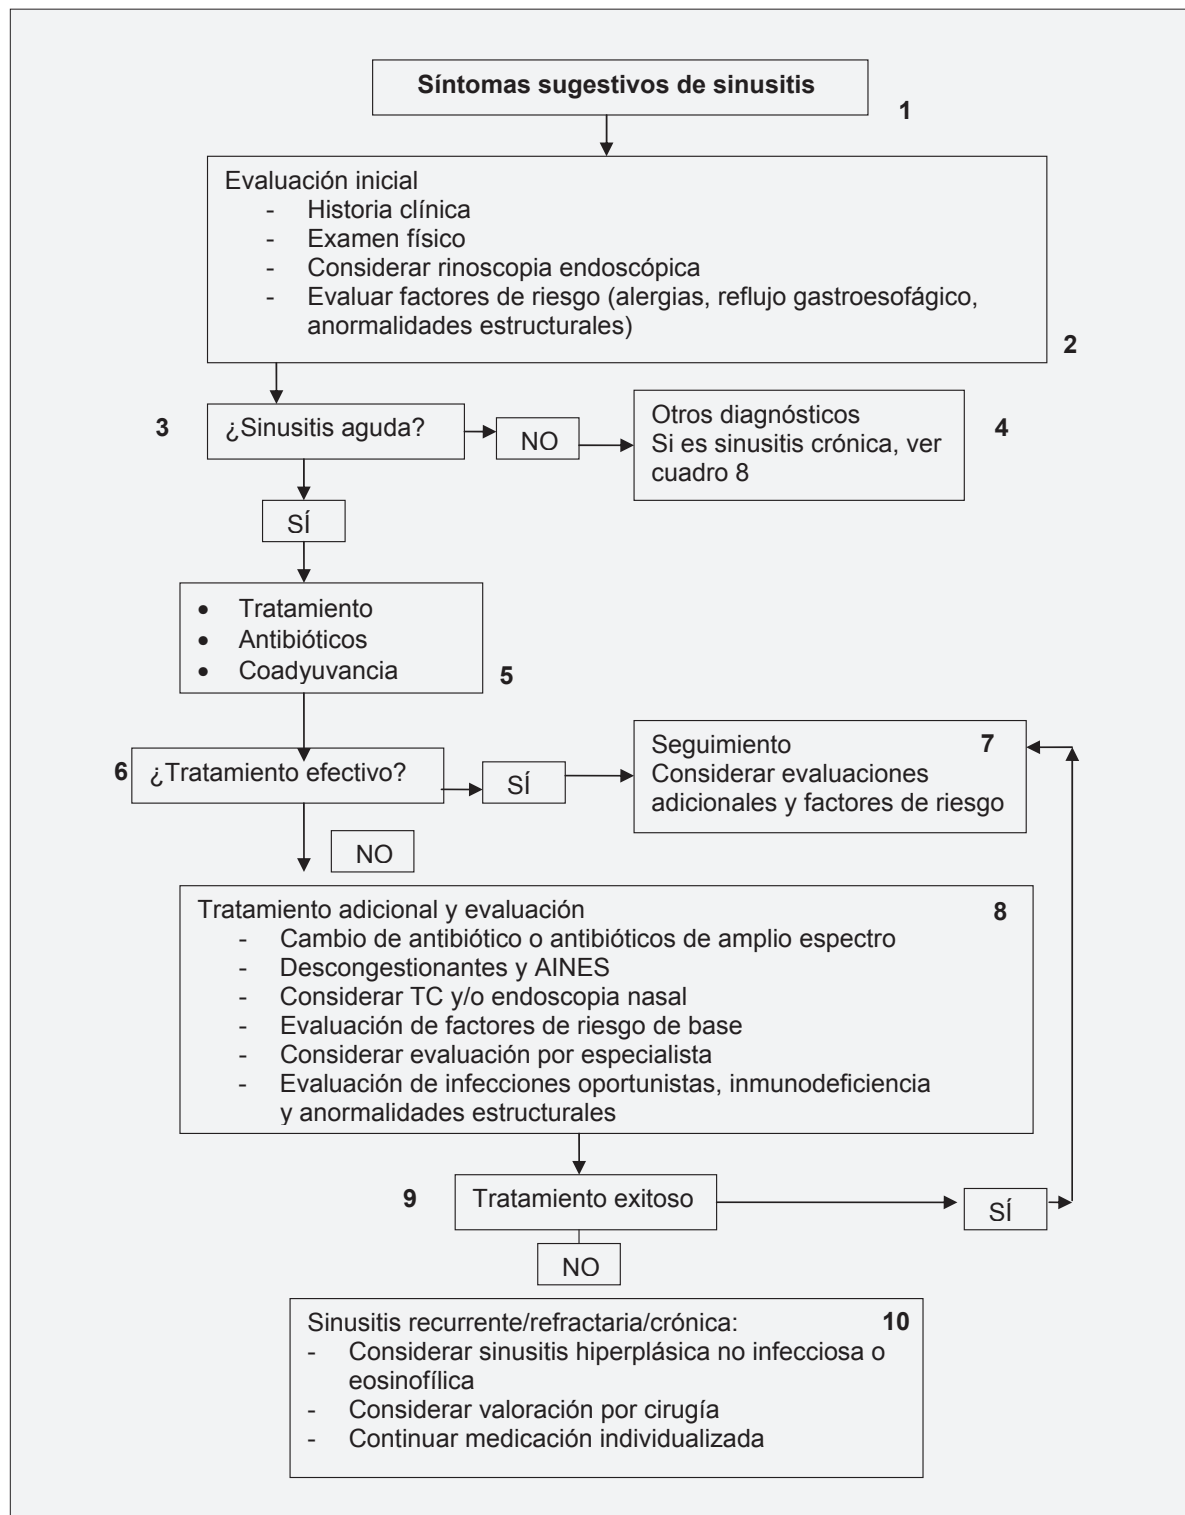 Síntomas sugestivos de sinusitis
1
Evaluación inicial
- Historia clínica
- Examen físico
- Considerar rinoscopia endoscópica
- Evaluar factores de riesgo (alergias, reflujo gastroesofágico,
anormalidades estructurales)
2
3
¿Sinusitis aguda?
NO
Otros diagnósticos
Si es sinusitis crónica, ver
cuadro 8
4
SÍ
• Tratamiento
• Antibióticos
• Coadyuvancia
5
6
¿Tratamiento efectivo?
SÍ
Seguimiento
7
Considerar evaluaciones
adicionales y factores de riesgo
NO
Tratamiento adicional y evaluación
8
- Cambio de antibiótico o antibióticos de amplio espectro
- Descongestionantes y AINES
- Considerar TC y/o endoscopia nasal
- Evaluación de factores de riesgo de base
- Considerar evaluación por especialista
- Evaluación de infecciones oportunistas, inmunodeficiencia
y anormalidades estructurales
9
Tratamiento exitoso
SÍ
NO
Sinusitis recurrente/refractaria/crónica:
10
- Considerar sinusitis hiperplásica no infecciosa o
eosinofílica
- Considerar valoración por cirugía
- Continuar medicación individualizada